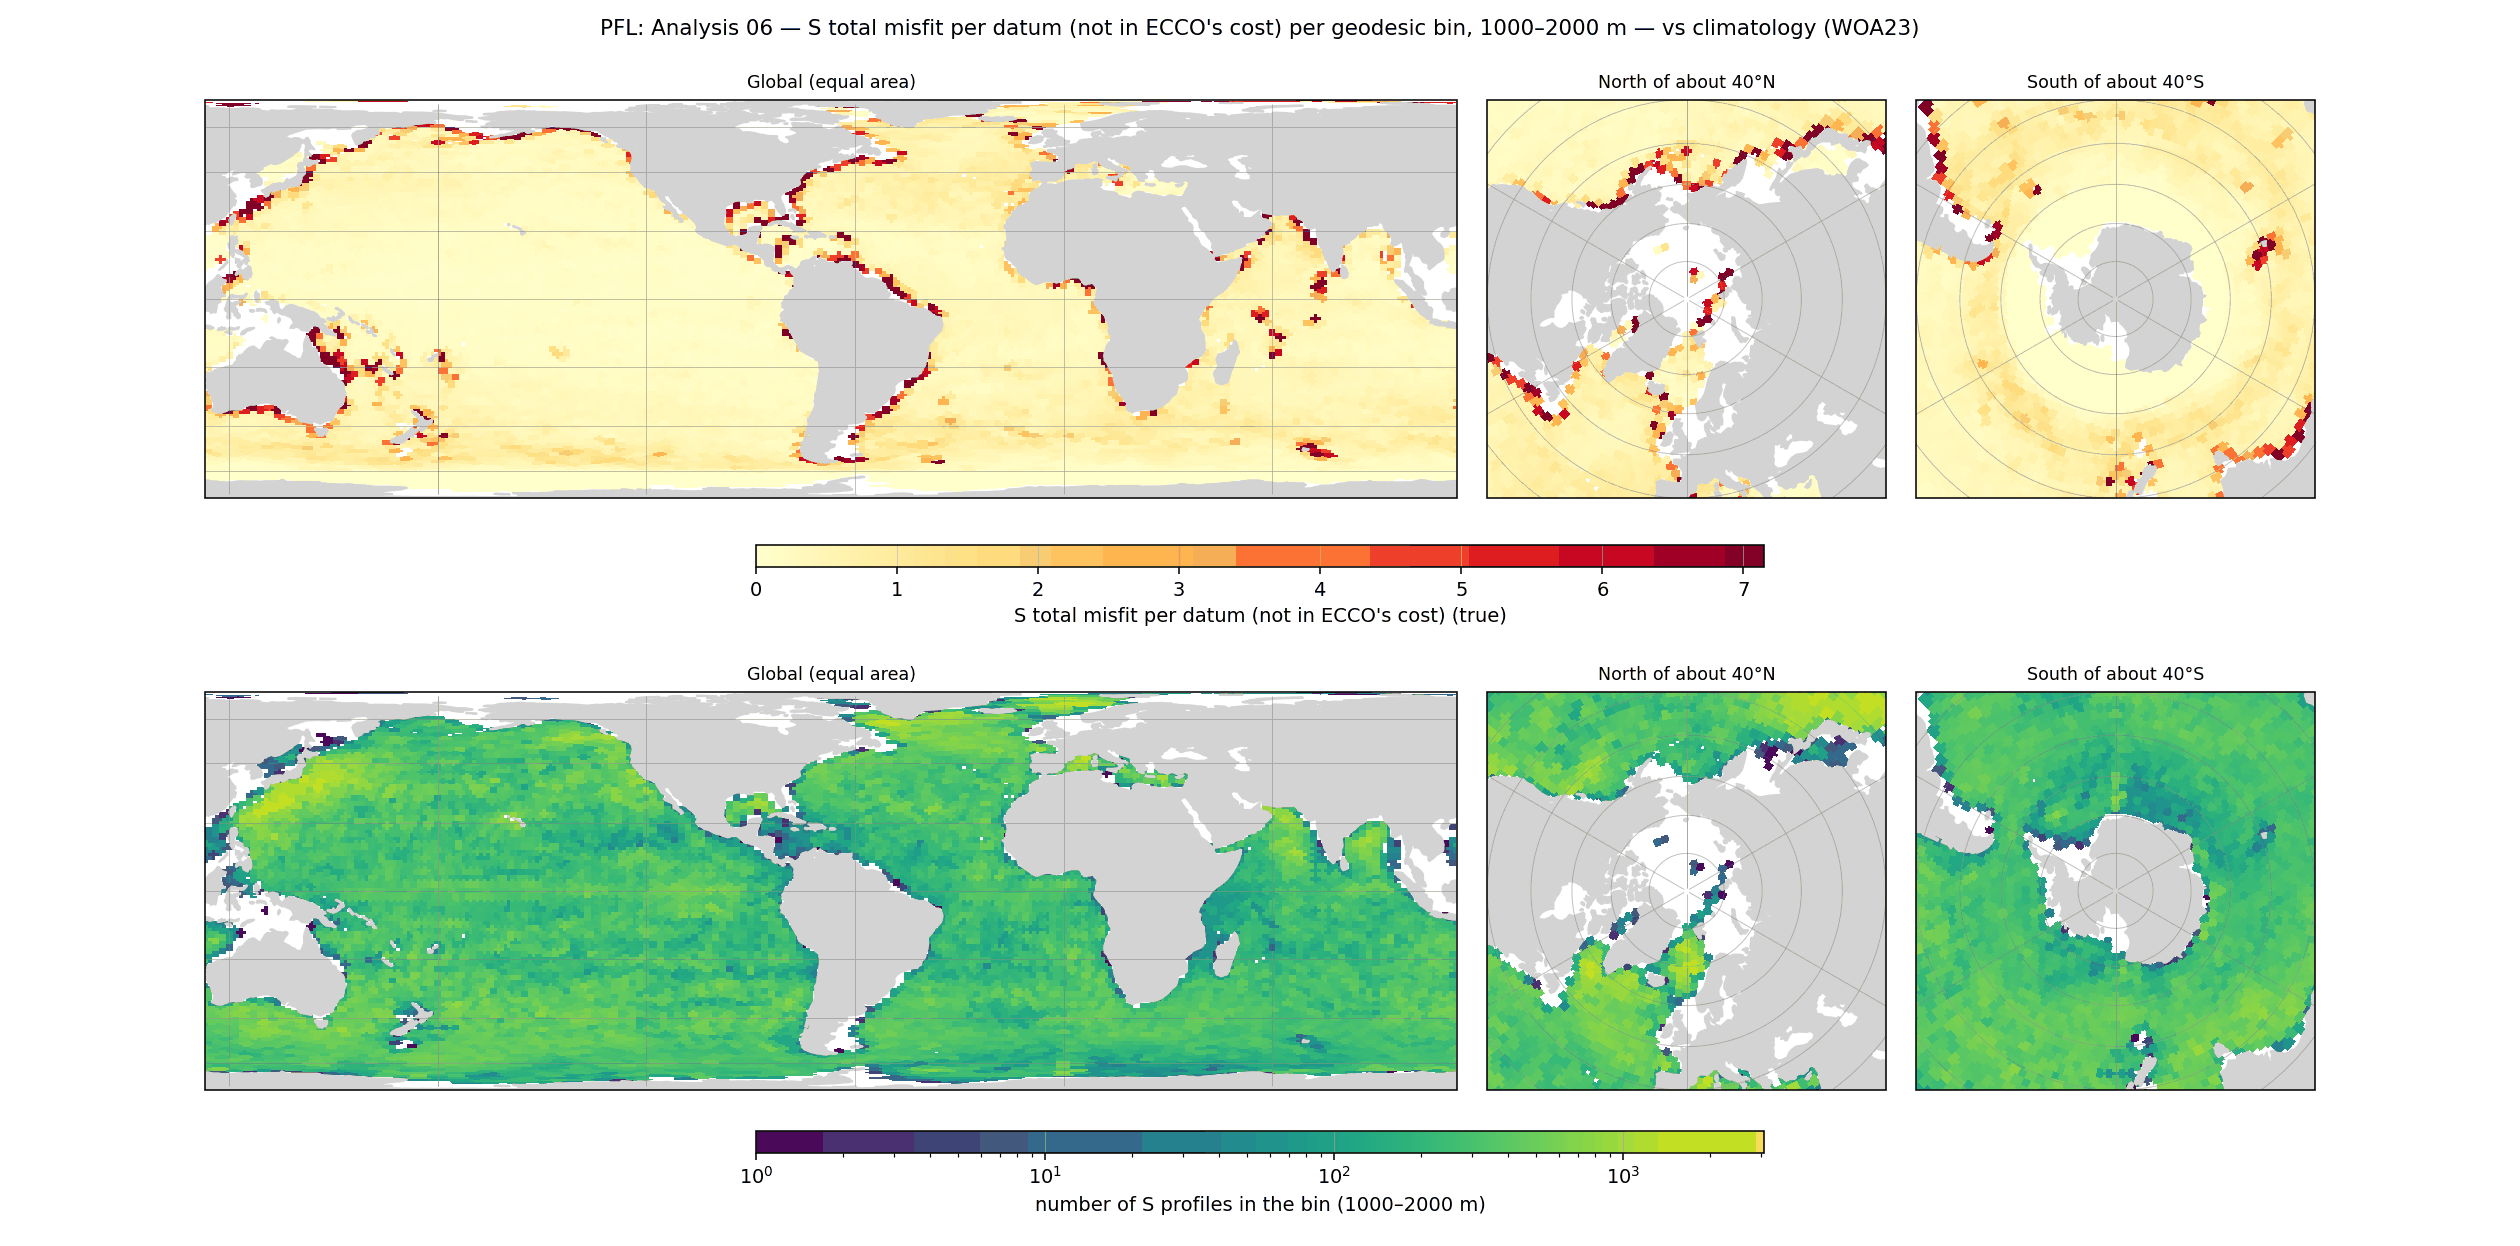 PFL: Analysis 06 — S total misfit per datum (not in ECCO's cost) per geodesic bin, 1000–2000 m — vs climatology (WOA23)
Global (equal area)
North of about 40°N
South of about 40°S
0 1 2 3 4 5 6 7
S total misfit per datum (not in ECCO's cost) (true)
Global (equal area)
North of about 40°N
South of about 40°S
10⁰ 10¹ 10² 10³
number of S profiles in the bin (1000–2000 m)